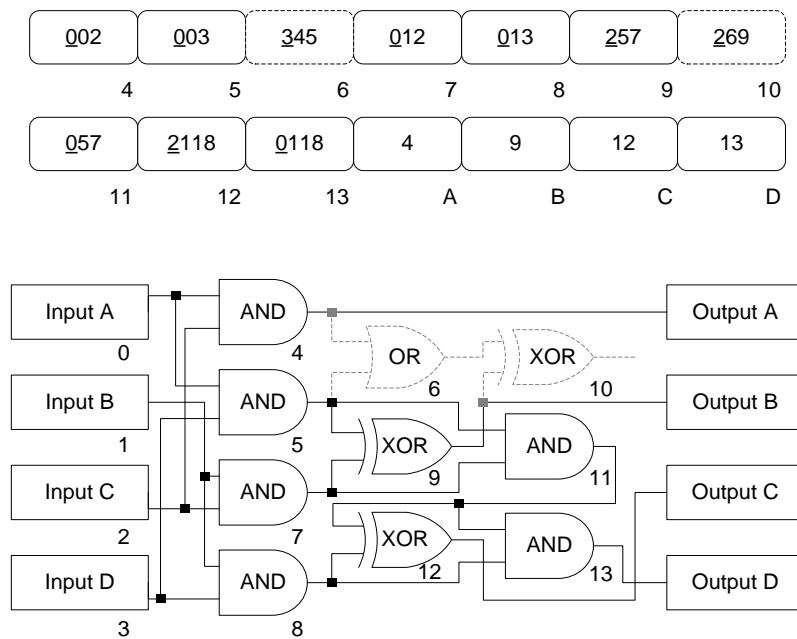 002 003 345 012 013 257 269
4 5 6 7 8 9 10
057 2118 0118 4 9 12 13
11 12 13 A B C D
Input A AND Output A
0 4
OR XOR
6 10
Input B AND Output B
1 5
XOR AND
9 11
Input C AND Output C
2 7
XOR AND
12 13
Input D AND Output D
3 8